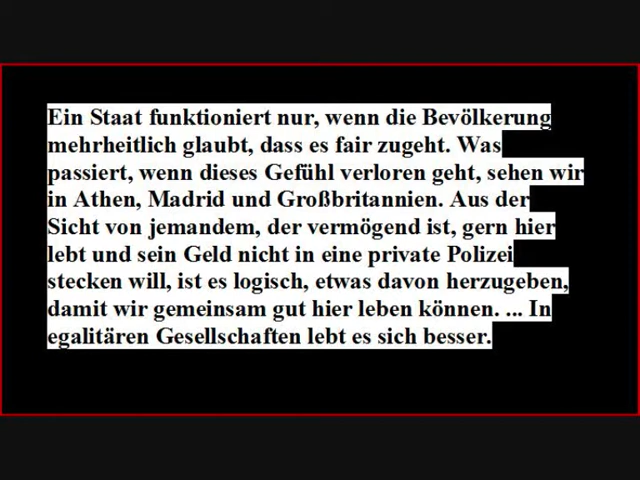 Ein Staat funktioniert nur, wenn die Bevölkerung
mehrheitlich glaubt, dass es fair zugeht. Was
passiert, wenn dieses Gefühl verloren geht, sehen wir
in Athen, Madrid und Großbritannien. Aus der
Sicht von jemandem, der vermögend ist, gern hier
lebt und sein Geld nicht in eine private Polizei
stecken will, ist es logisch, etwas davon herzugeben,
damit wir gemeinsam gut hier leben können. ... In
egalitären Gesellschaften lebt es sich besser.